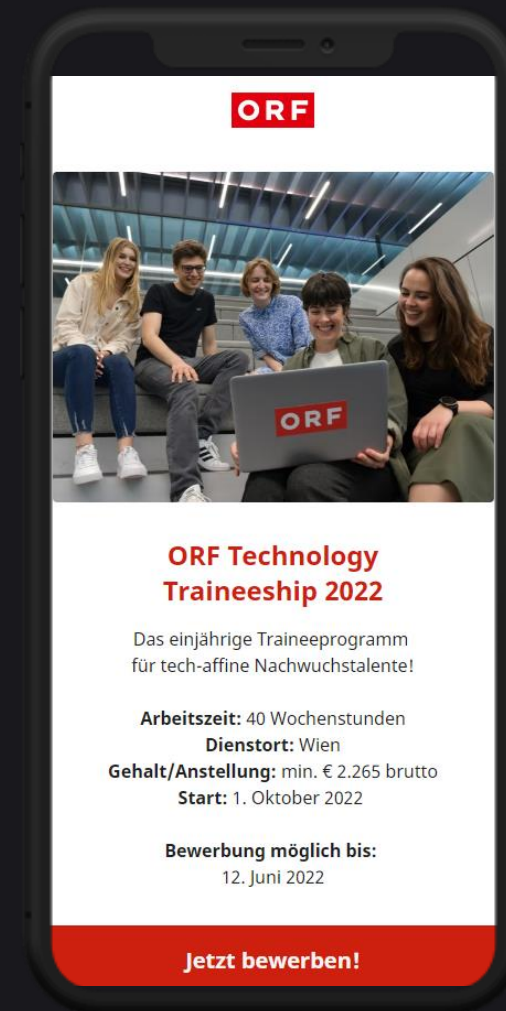 ORF
ORF
ORF Technology
Traineeship 2022
Das einjährige Traineeprogramm
für tech-affine Nachwuchstalente!
Arbeitszeit: 40 Wochenstunden
Dienstort: Wien
Gehalt/Anstellung: min. € 2.265 brutto
Start: 1. Oktober 2022
Bewerbung möglich bis:
12. Juni 2022
Jetzt bewerben!